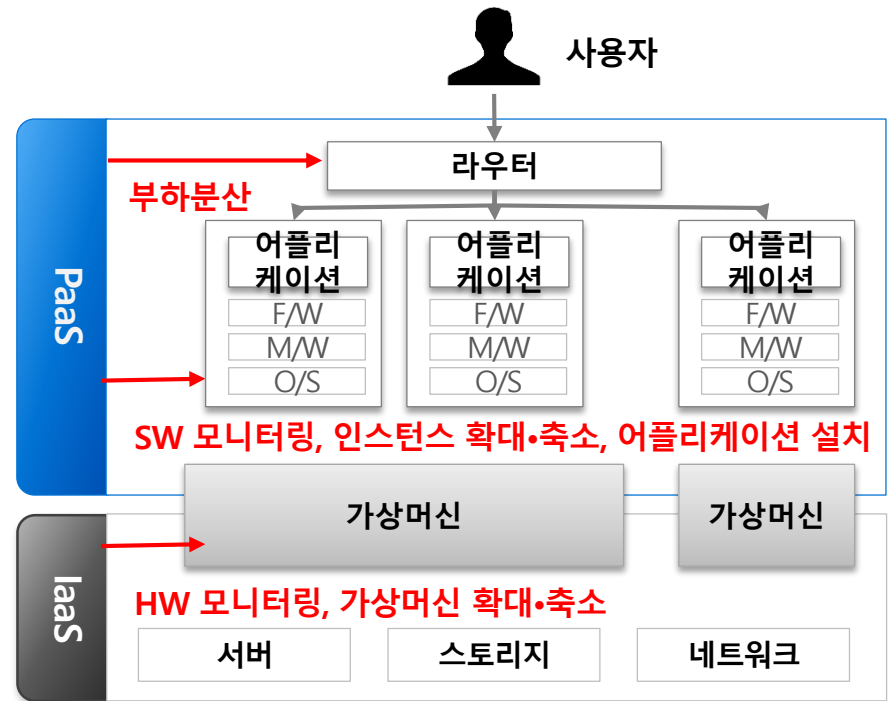 사용자
PaaS
라우터
부하분산
어플리
케이션
F/W
M/W
O/S
어플리
케이션
F/W
M/W
O/S
어플리
케이션
F/W
M/W
O/S
SW 모니터링, 인스턴스 확대•축소, 어플리케이션 설치
가상머신
가상머신
IaaS
HW 모니터링, 가상머신 확대•축소
서버
스토리지
네트워크